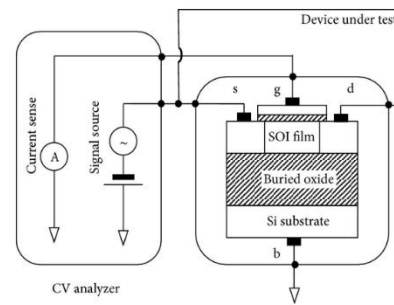 Device under test
Current sense
Signal source
A
~
s
g
d
SOI film
Buried oxide
Si substrate
b
CV analyzer